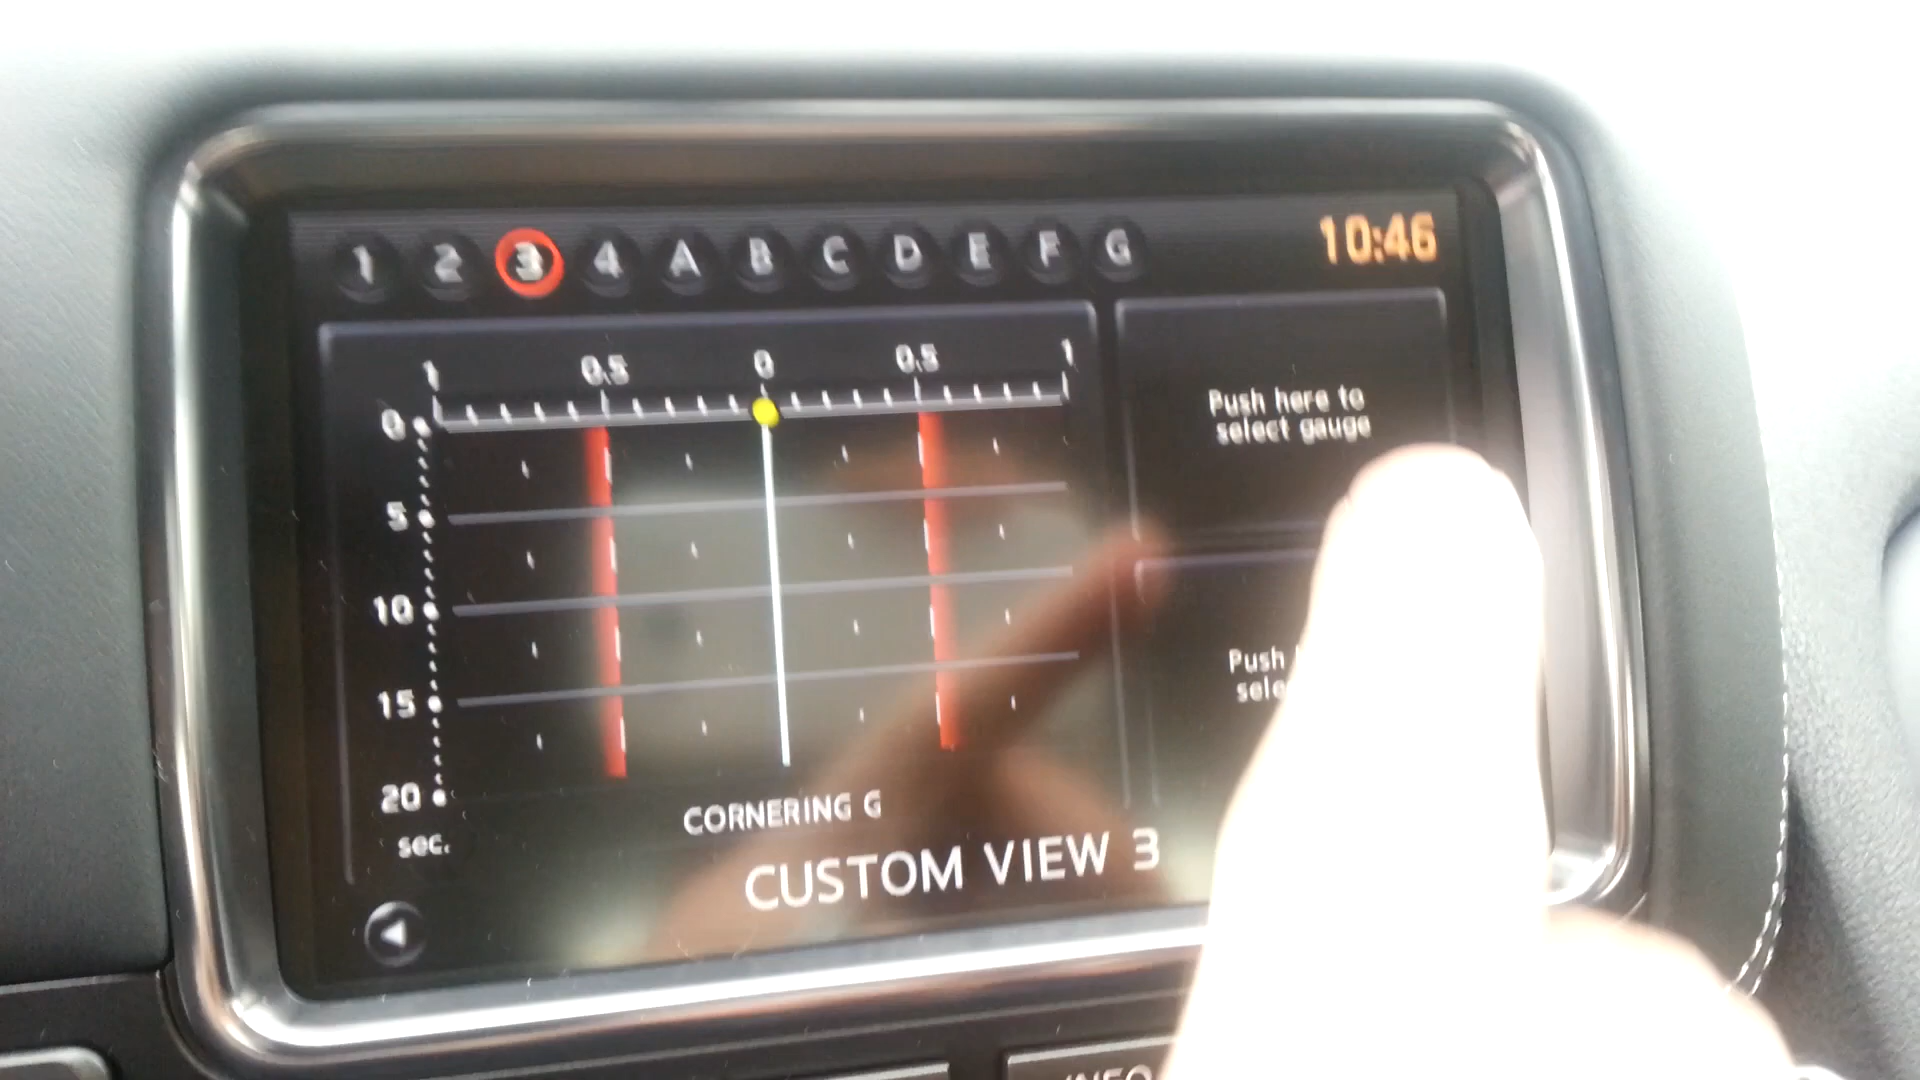 1 2 3 4 A B C D E F G
10:46
1 0.5 0 0.5 1
0
5
10
15
20
sec.
CORNERING G
Push here to
select gauge
Push
CUSTOM VIEW 3
INFO